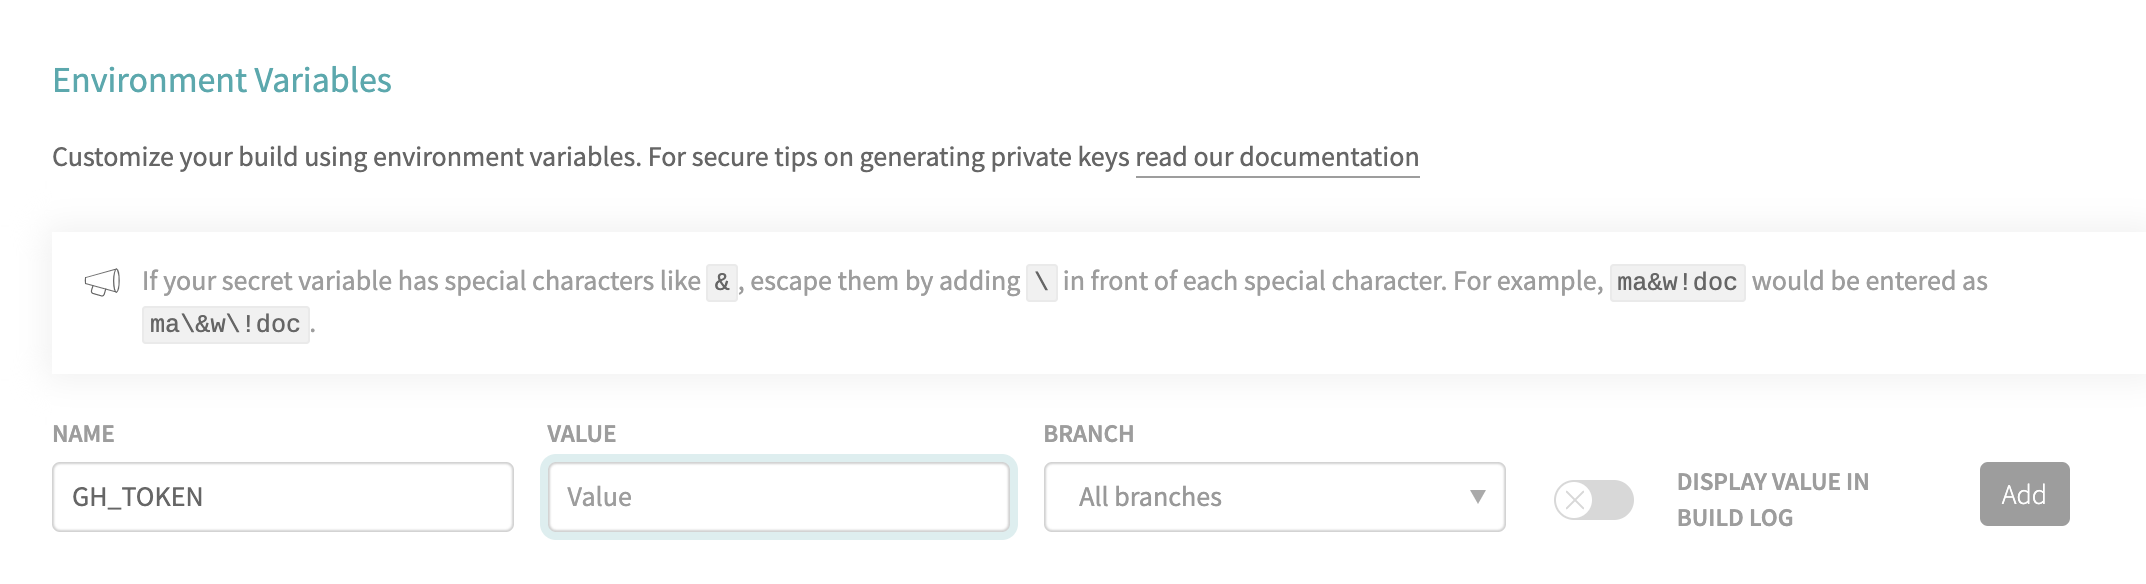 Environment Variables
Customize your build using environment variables. For secure tips on generating private keys read our documentation
If your secret variable has special characters like &, escape them by adding \ in front of each special character. For example, ma&w!doc would be entered as
ma\&w\!doc.
NAME VALUE BRANCH
DISPLAY VALUE IN
GH_TOKEN Value All branches Add
BUILD LOG